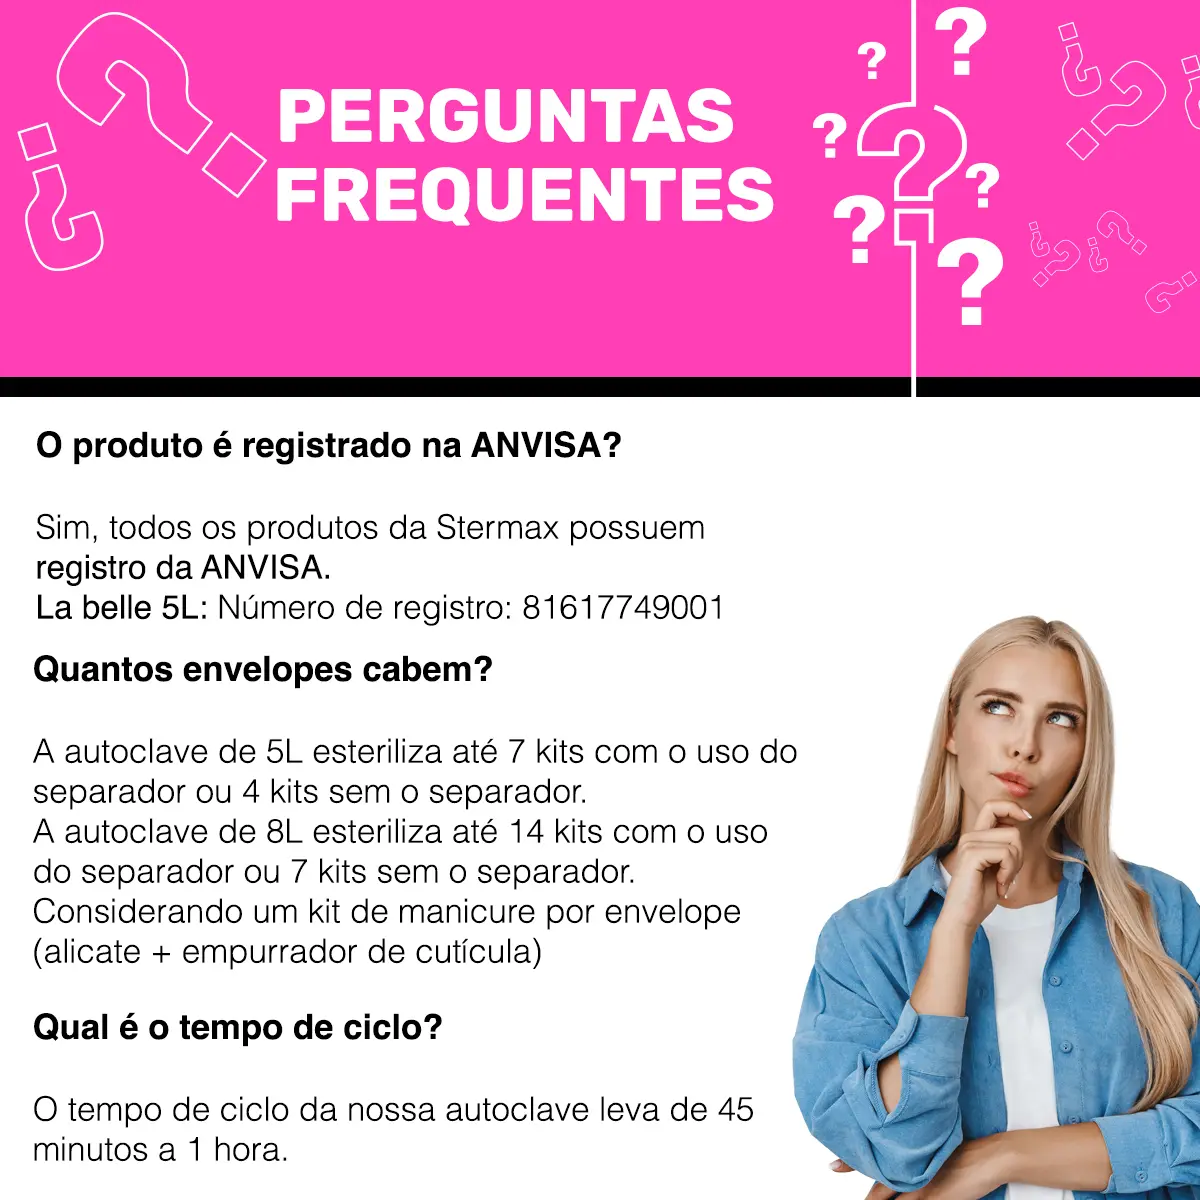 PERGUNTAS
FREQUENTES
O produto é registrado na ANVISA?
Sim, todos os produtos da Stermax possuem
registro da ANVISA.
La belle 5L: Número de registro: 81617749001
Quantos envelopes cabem?
A autoclave de 5L esteriliza até 7 kits com o uso do
separador ou 4 kits sem o separador.
A autoclave de 8L esteriliza até 14 kits com o uso
do separador ou 7 kits sem o separador.
Considerando um kit de manicure por envelope
(alicate + empurrador de cutícula)
Qual é o tempo de ciclo?
O tempo de ciclo da nossa autoclave leva de 45
minutos a 1 hora.